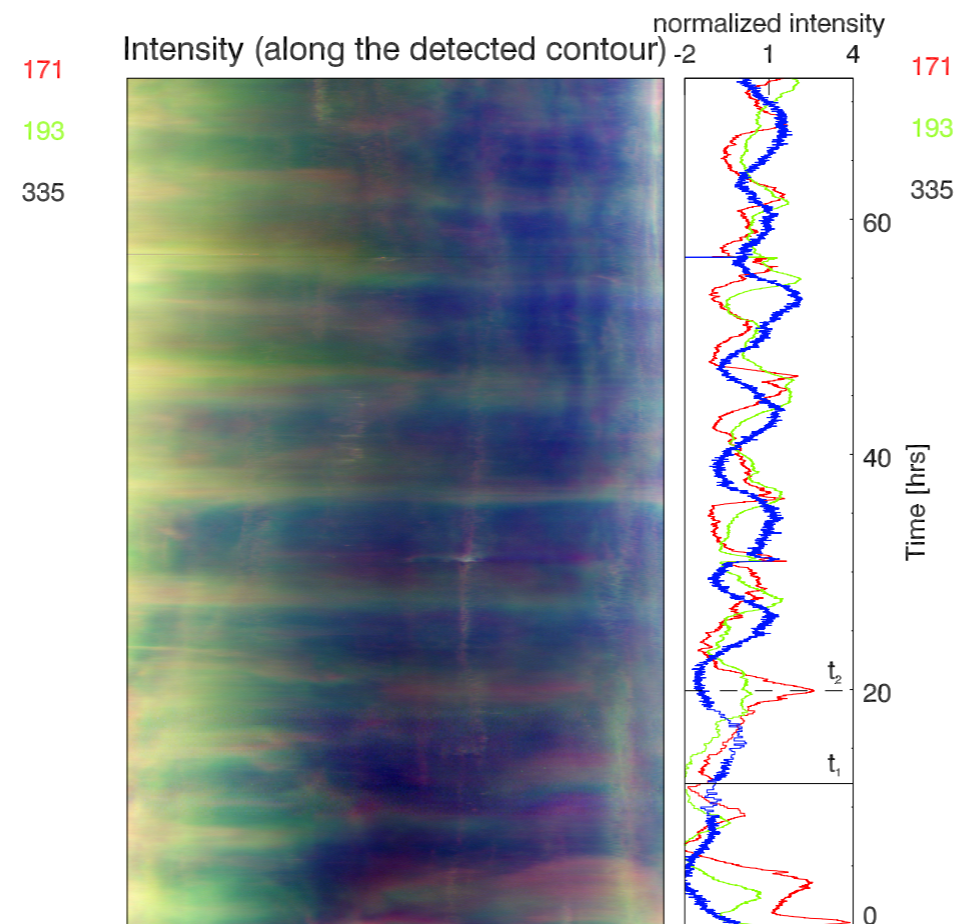 normalized intensity
Intensity (along the detected contour)
-2 1 4
171
193
335
171
193
335
60
40
Time [hrs]
t2
20
t1
0